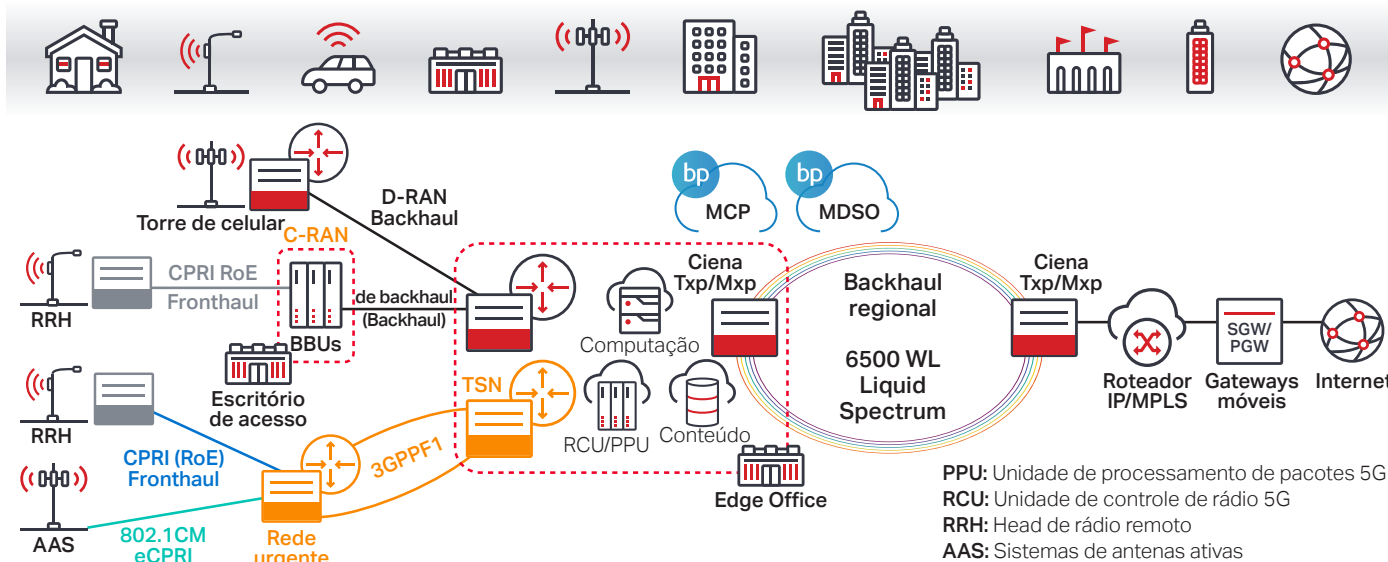 bp
MCP
bp
MDSO
Torre de celular
D-RAN
Backhaul
C-RAN
CPRI RoE
Fronthaul
RRH
BBUs
de backhaul
(Backhaul)
Escritório
de acesso
Computação
Ciena
Txp/Mxp
Backhaul
regional
6500 WL
Liquid
Spectrum
Ciena
Txp/Mxp
Roteador
IP/MPLS
SGW/
PGW
Gateways
móveis
Internet
RRH
CPRI (RoE)
Fronthaul
TSN
3GPPF1
RCU/PPU
Conteúdo
Edge Office
AAS
802.1CM
eCPRI
Rede
urgente
PPU: Unidade de processamento de pacotes 5G
RCU: Unidade de controle de rádio 5G
RRH: Head de rádio remoto
AAS: Sistemas de antenas ativas